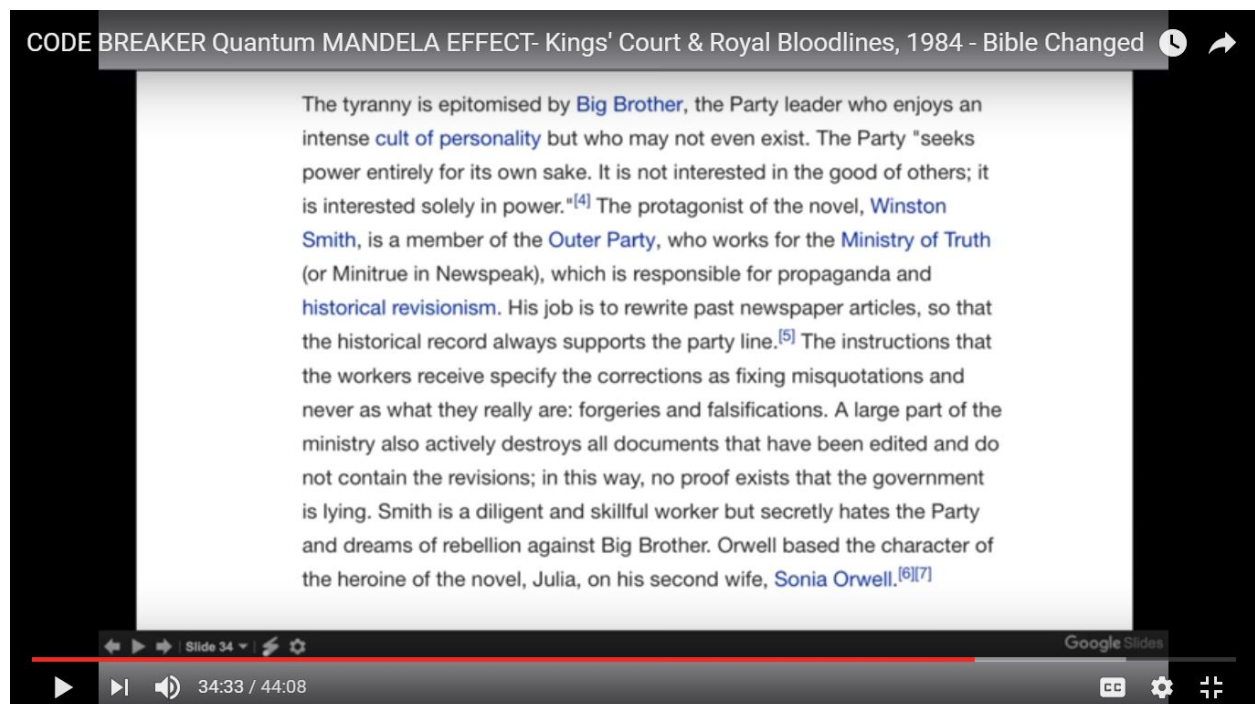 CODE BREAKER Quantum MANDELA EFFECT- Kings' Court & Royal Bloodlines, 1984 - Bible Changed
The tyranny is epitomised by Big Brother, the Party leader who enjoys an
intense cult of personality but who may not even exist. The Party "seeks
power entirely for its own sake. It is not interested in the good of others; it
is interested solely in power."[4] The protagonist of the novel, Winston
Smith, is a member of the Outer Party, who works for the Ministry of Truth
(or Minitrue in Newspeak), which is responsible for propaganda and
historical revisionism. His job is to rewrite past newspaper articles, so that
the historical record always supports the party line.[5] The instructions that
the workers receive specify the corrections as fixing misquotations and
never as what they really are: forgeries and falsifications. A large part of the
ministry also actively destroys all documents that have been edited and do
not contain the revisions; in this way, no proof exists that the government
is lying. Smith is a diligent and skillful worker but secretly hates the Party
and dreams of rebellion against Big Brother. Orwell based the character of
the heroine of the novel, Julia, on his second wife, Sonia Orwell.[6][7]
Slide 34
Google Slides
34:33 / 44:08
CC